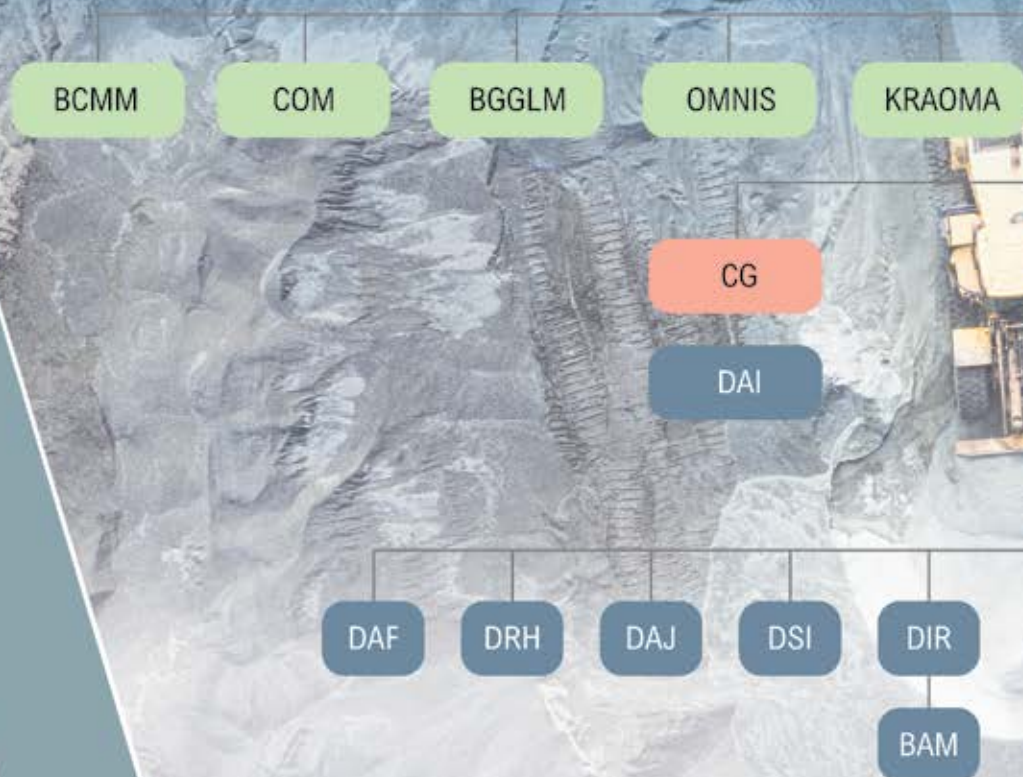 BCMM
COM
BGGLM
OMNIS
KRAOMA
CG
DAI
DAF
DRH
DAJ
DSI
DIR
BAM